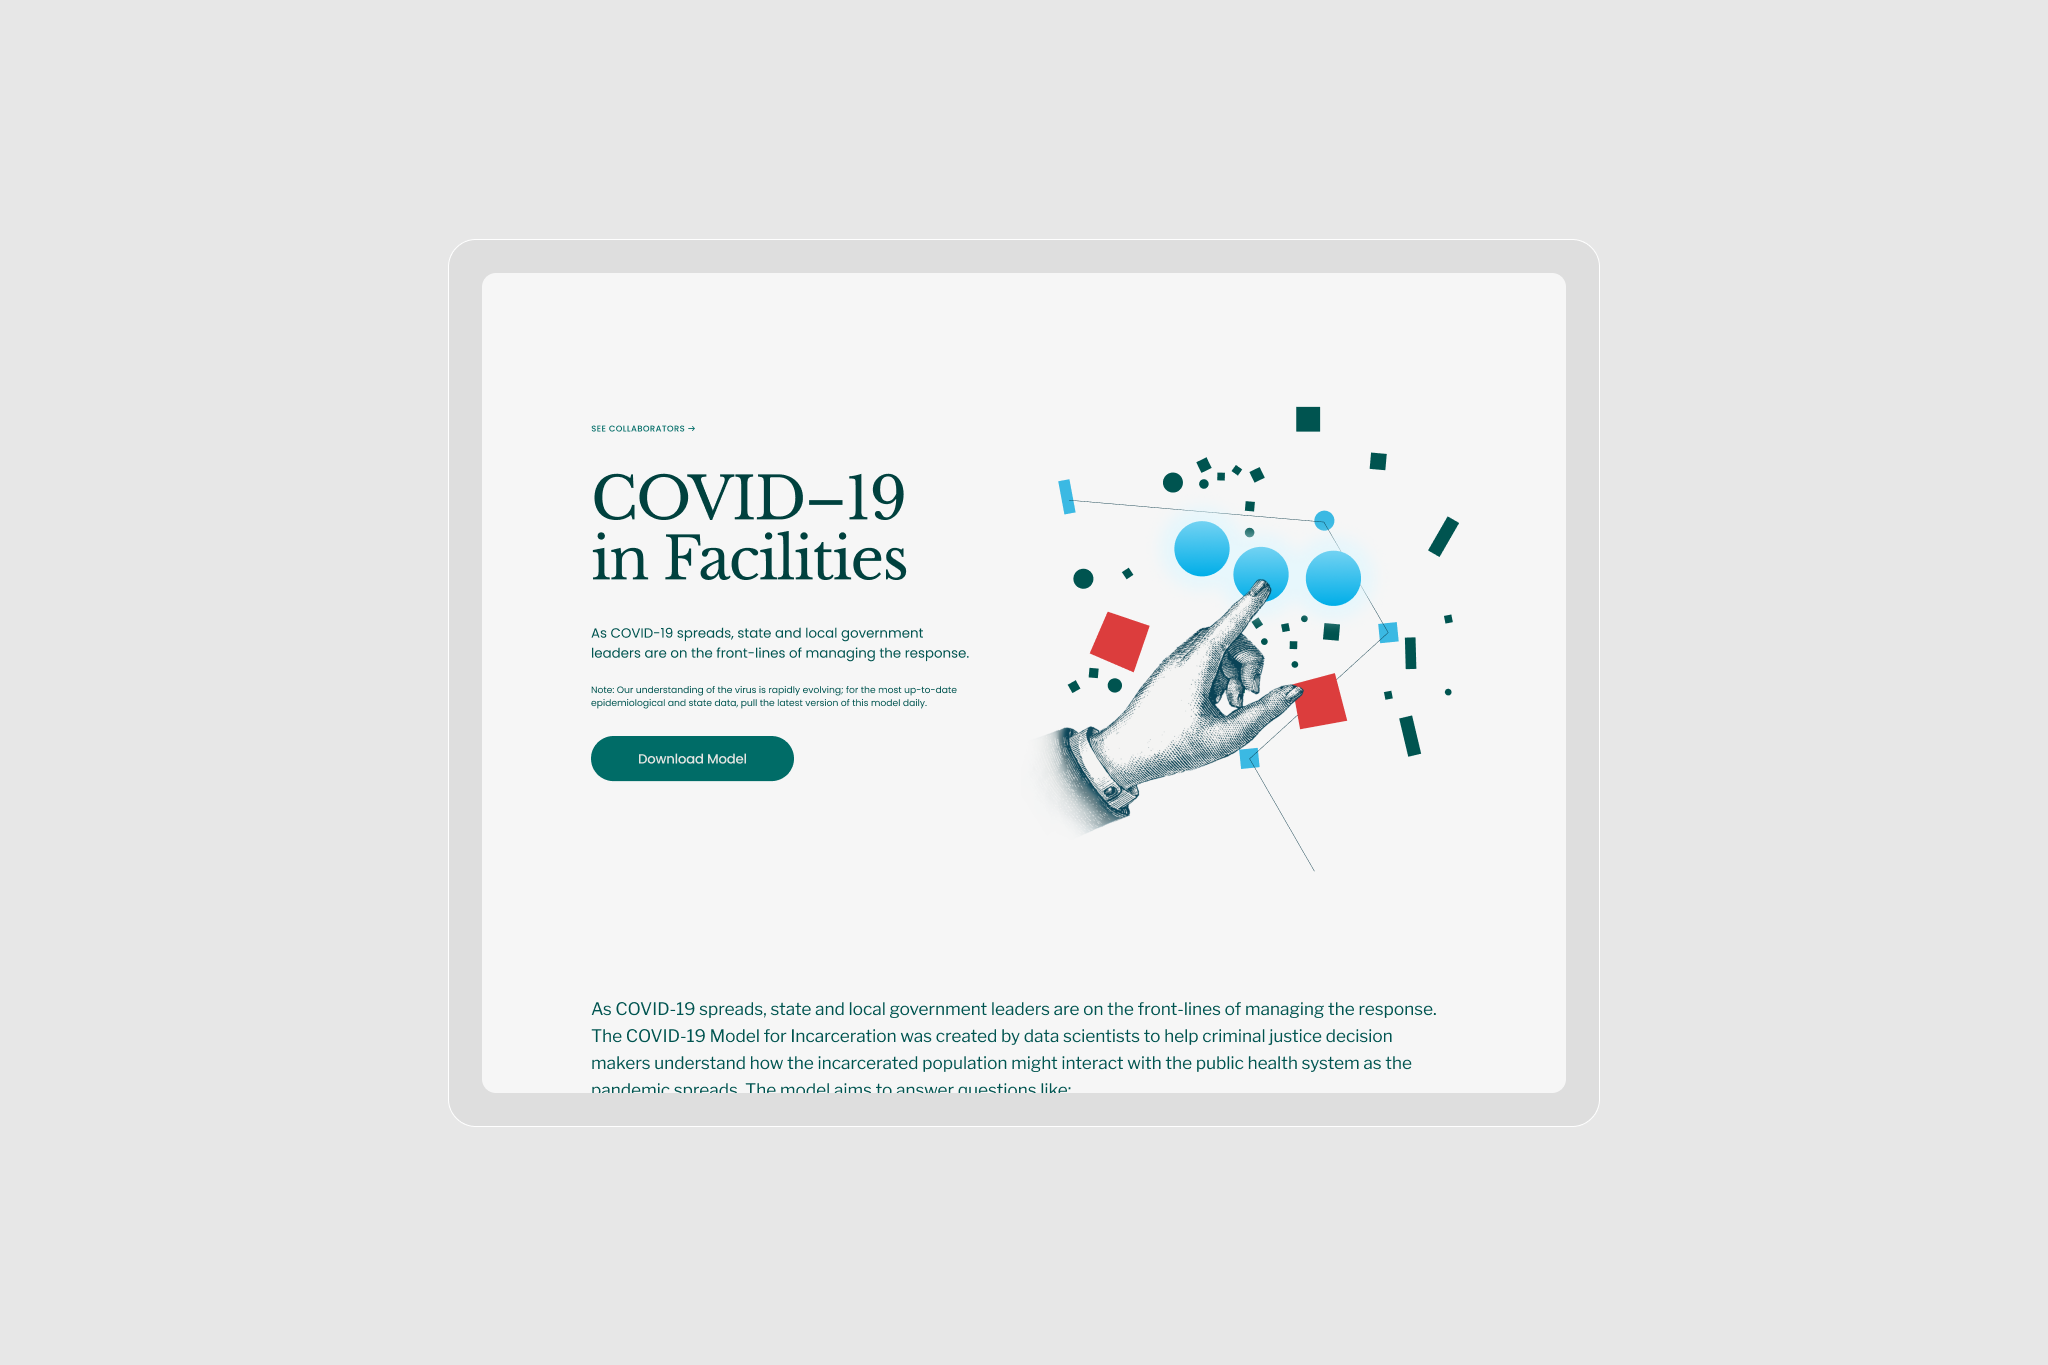 SEE COLLABORATORS →
COVID–19
in Facilities
As COVID-19 spreads, state and local government
leaders are on the front-lines of managing the response.
Note: Our understanding of the virus is rapidly evolving; for the most up-to-date
epidemiological and state data, pull the latest version of this model daily.
Download Model
As COVID-19 spreads, state and local government leaders are on the front-lines of managing the response.
The COVID-19 Model for Incarceration was created by data scientists to help criminal justice decision
makers understand how the incarcerated population might interact with the public health system as the
pandemic spreads. The model aims to answer questions like: